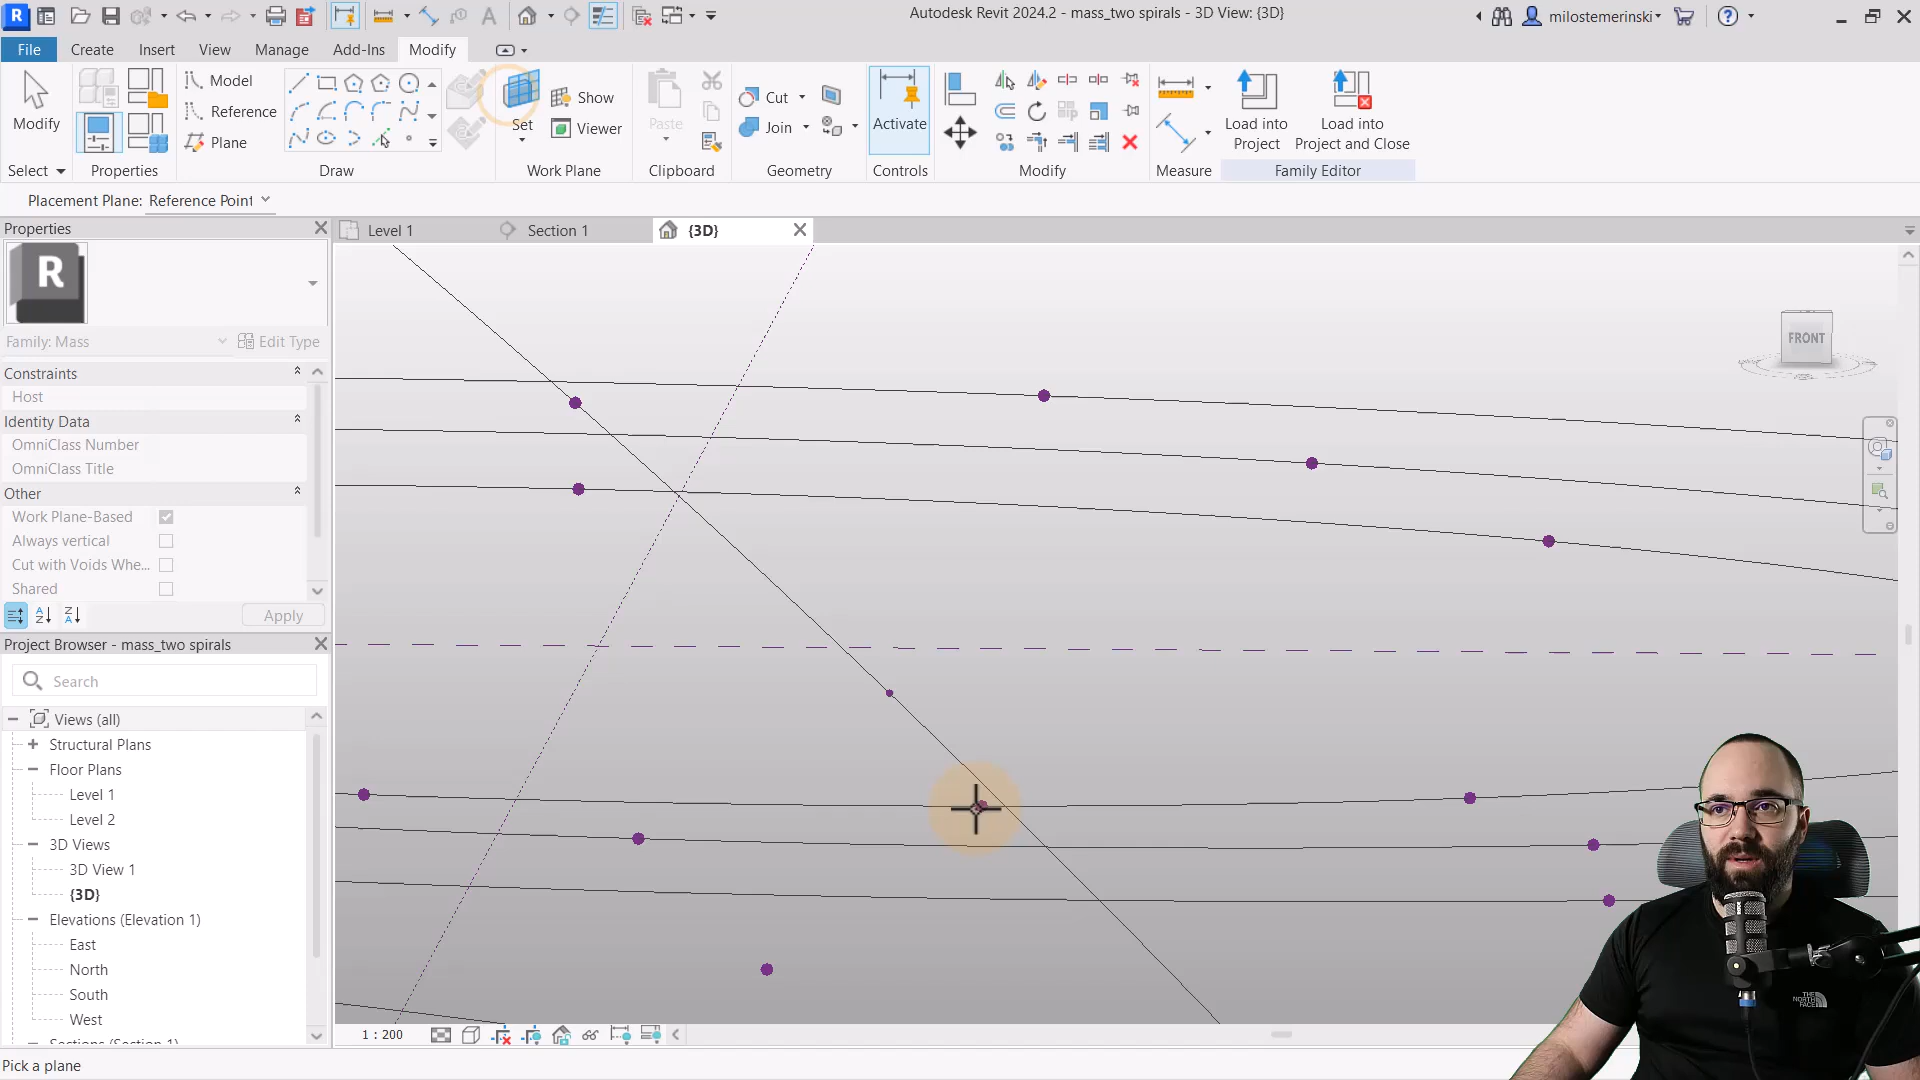 Autodesk Revit 2024.2 - mass_two spirals - 3D View: {3D}
milostemerinski
File
Create
Insert
View
Manage
Add-Ins
Modify
Modify
Select
Properties
Model
Reference
Plane
Draw
Set
Show
Viewer
Work Plane
Paste
Clipboard
Cut
Join
Geometry
Activate
Controls
Modify
Measure
Load into
Project
Load into
Project and Close
Family Editor
Placement Plane: Reference Point
Properties
R
Family: Mass
Edit Type
Constraints
Host
Identity Data
OmniClass Number
OmniClass Title
Other
Work Plane-Based
Always vertical
Cut with Voids Whe...
Shared
Apply
Project Browser - mass_two spirals
Search
Views (all)
Structural Plans
Floor Plans
Level 1
Level 2
3D Views
3D View 1
{3D}
Elevations (Elevation 1)
East
North
South
West
Sections (Section 1)
Level 1
Section 1
{3D}
FRONT
1 : 200
Pick a plane
THE
NORTH
FACE